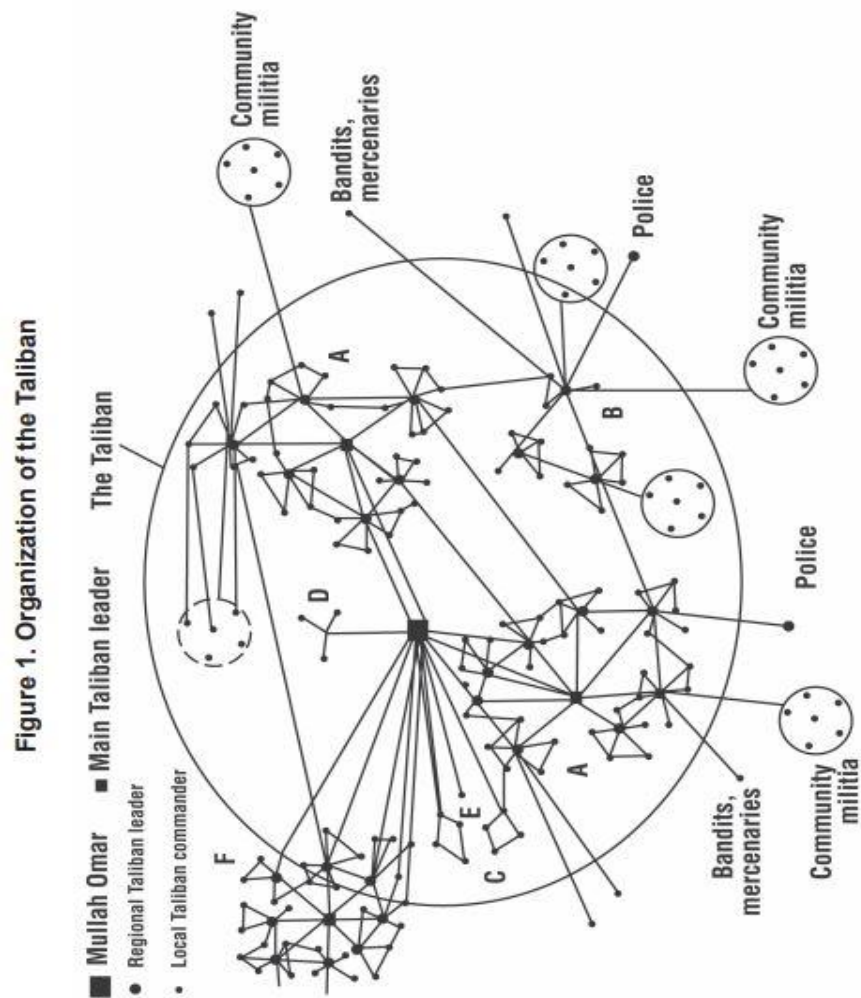 Figure 1. Organization of the Taliban
Mullah Omar
Main Taliban leader
Regional Taliban leader
Local Taliban commander
The Taliban
Community
militia
Bandits,
mercenaries
A
D
F
Police
B
Community
militia
E
C
A
Police
Bandits,
mercenaries
Community
militia